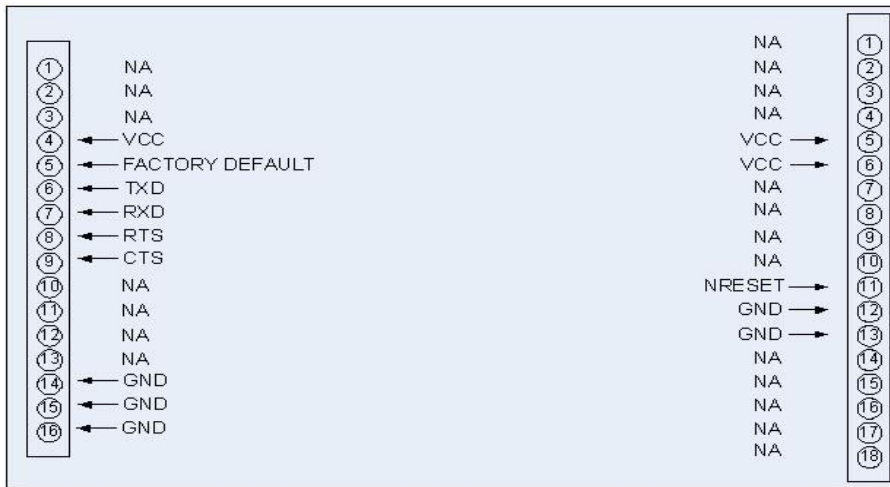 1 NA
2 NA
3 NA
4 VCC
5 FACTORY DEFAULT
6 TXD
7 RXD
8 RTS
9 CTS
10 NA
11 NA
12 NA
13 NA
14 GND
15 GND
16 GND
NA 1
NA 2
NA 3
NA 4
VCC 5
VCC 6
NA 7
NA 8
NA 9
NA 10
NRESET 11
GND 12
GND 13
NA 14
NA 15
NA 16
NA 17
NA 18